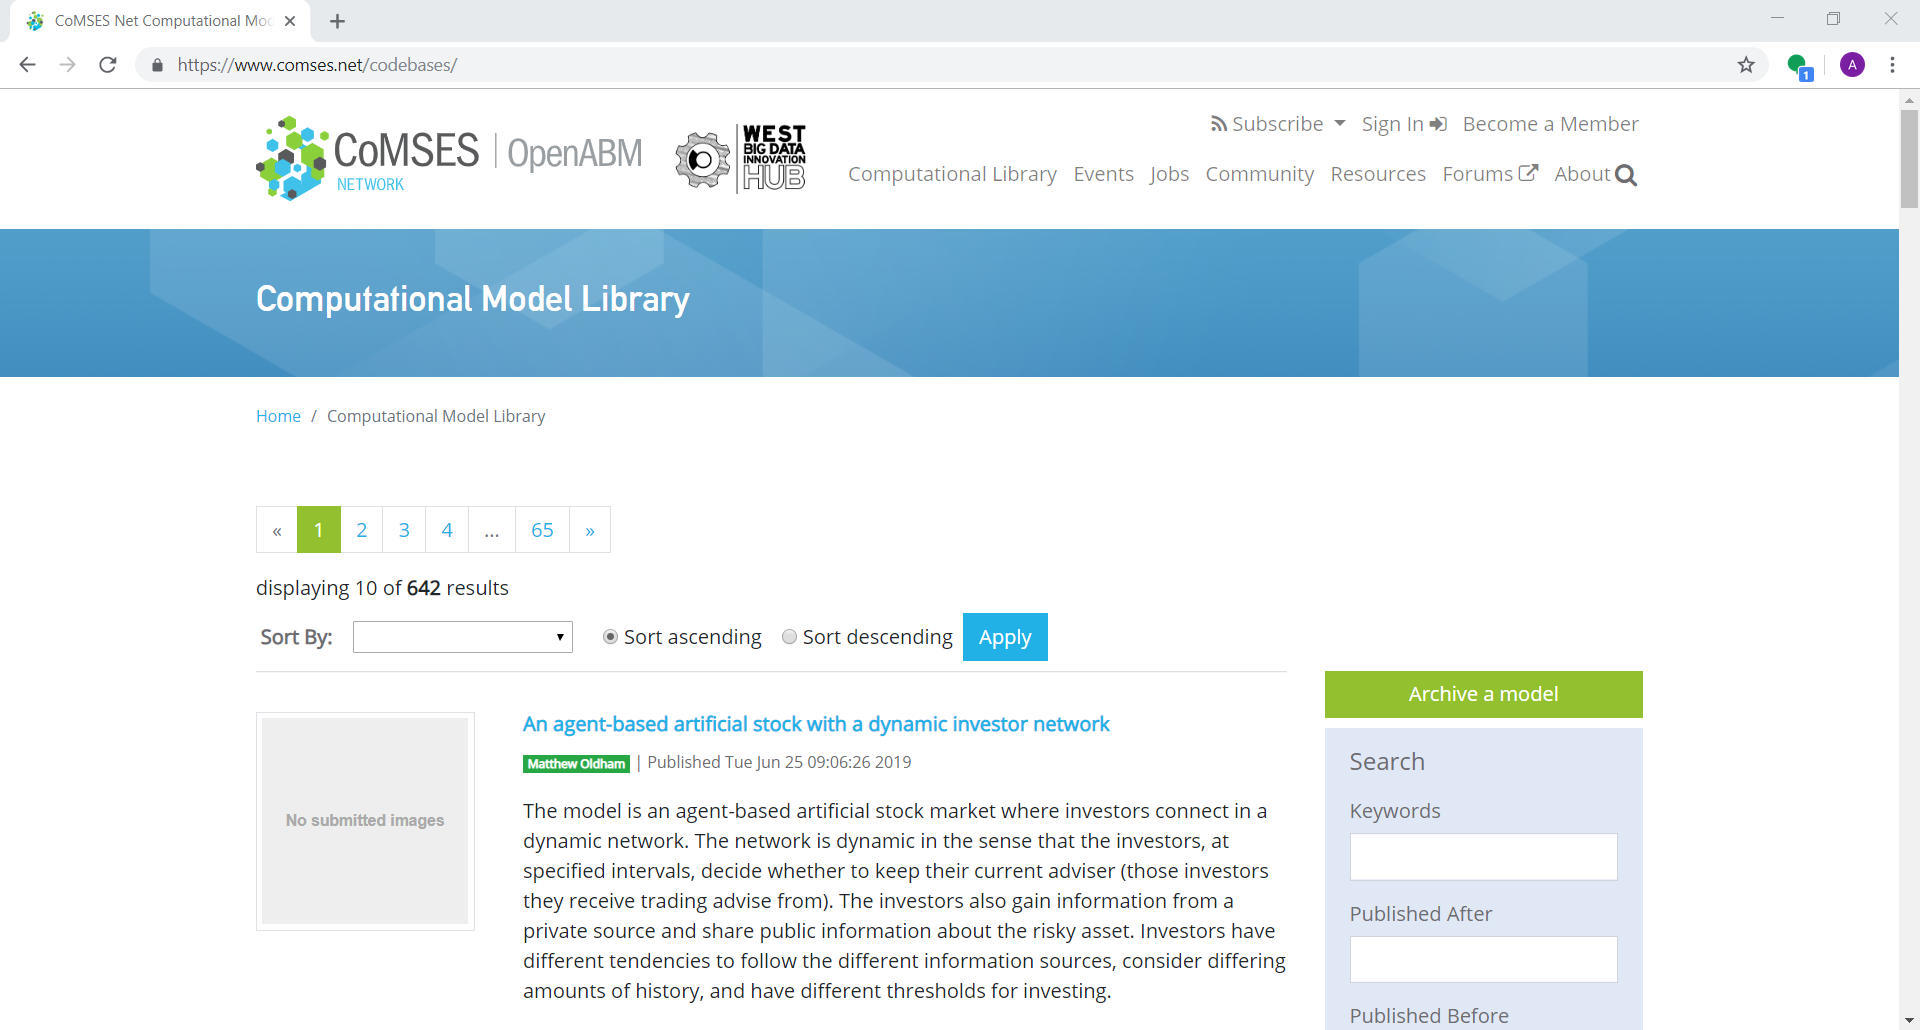 CoMSES Net Computational Mod
https://www.comses.net/codebases/
1
A
CoMSES | OpenABM
NETWORK
WEST
BIG DATA
INNOVATION
HUB
Subscribe Sign In Become a Member
Computational Library Events Jobs Community Resources Forums About
Computational Model Library
Home / Computational Model Library
« 1 2 3 4 ... 65 »
displaying 10 of 642 results
Sort By: Sort ascending Sort descending Apply
Archive a model
No submitted images
An agent-based artificial stock with a dynamic investor network
Matthew Oldham | Published Tue Jun 25 09:06:26 2019
The model is an agent-based artificial stock market where investors connect in a
dynamic network. The network is dynamic in the sense that the investors, at
specified intervals, decide whether to keep their current adviser (those investors
they receive trading advise from). The investors also gain information from a
private source and share public information about the risky asset. Investors have
different tendencies to follow the different information sources, consider differing
amounts of history, and have different thresholds for investing.
Search
Keywords
Published After
Published Before